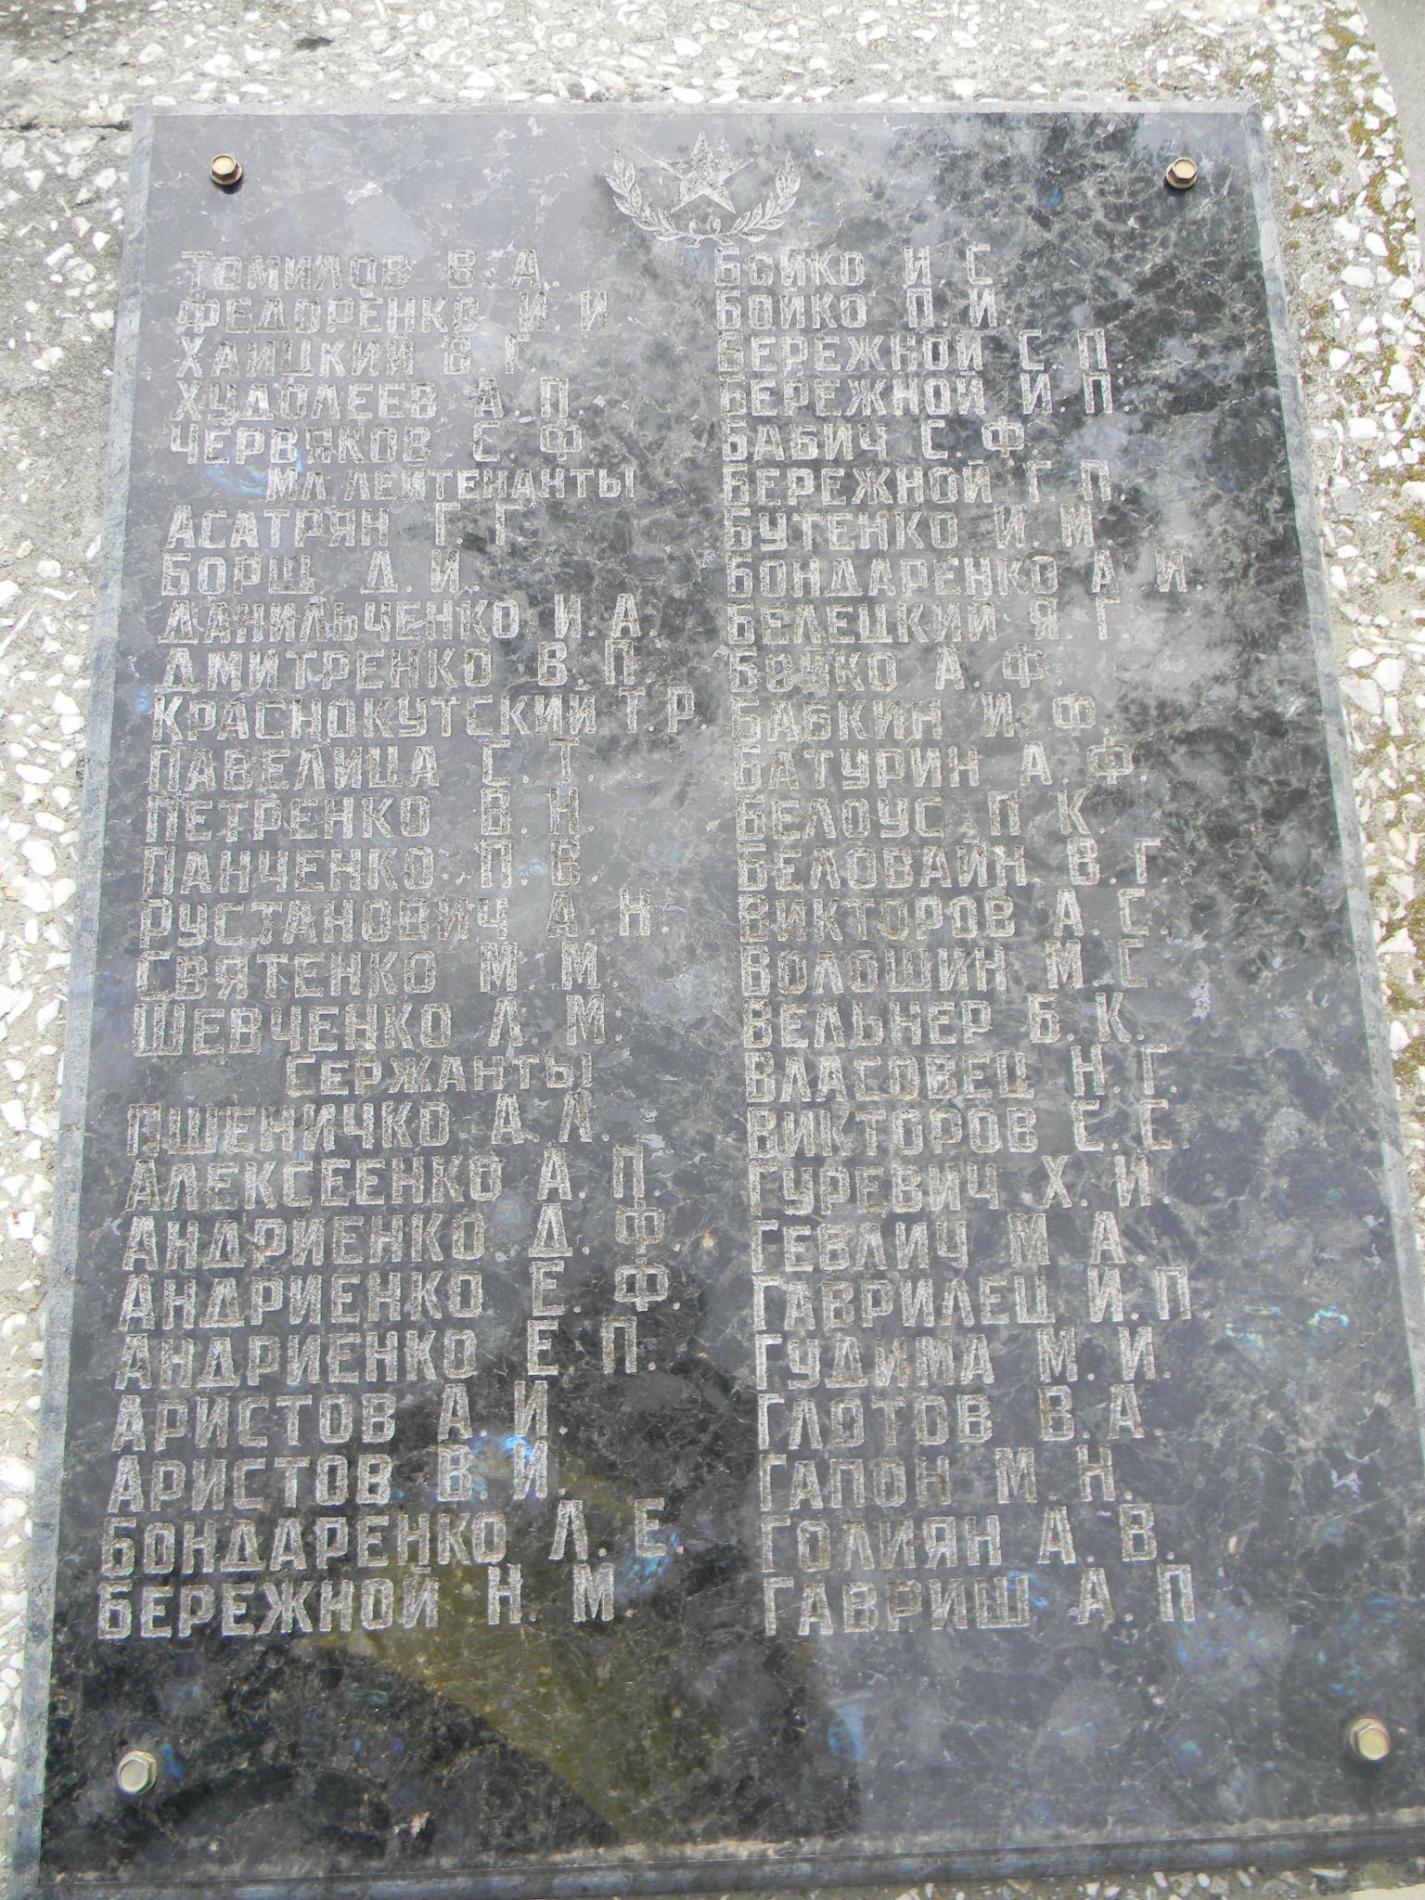 ТОМИЛОВ В.А.
ФЕДОРЕНКО И.И
ХАИЦКИЙ В.Г.
ХУДОЛЕЕВ А.П.
ЧЕРВЯКОВ С.Ф.
МЛ.ЛЕЙТЕНАНТЫ
АСАТРЯН Г.Г.
БОРЩ Д.И.
ДАНИЛЬЧЕНКО И.А.
ДМИТРЕНКО В.П.
КРАСНОКУТСКИЙ Т.Р.
ПАВЕЛИЦА С.Т.
ПЕТРЕНКО В.Н.
ПАНЧЕНКО П.В.
РУСТАНОВИЧ А.Н.
СВЯТЕНКО М.М.
ШЕВЧЕНКО Л.М.
СЕРЖАНТЫ
ПШЕНИЧКО А.Л.
АЛЕКСЕЕНКО А.П.
АНДРИЕНКО Д.Ф.
АНДРИЕНКО Е.Ф.
АНДРИЕНКО Е.П.
АРИСТОВ А.И.
АРИСТОВ В.И.
БОНДАРЕНКО Л.Е.
БЕРЕЖНОЙ Н.М
БОЙКО И.С
БОЙКО П.И
БЕРЕЖНОЙ С.П
БЕРЕЖНОЙ И.П.
БАБИЧ С.Ф.
БЕРЕЖНОЙ Г.П.
БУТЕНКО И.М.
БОНДАРЕНКО А.И.
БЕЛЕЦКИЙ Я.Г.
БОЙКО А.Ф.
БАБКИН И.Ф.
БАТУРИН А.Ф.
БЕЛОУС П.К.
БЕЛОВАЙН В.Г
ВИКТОРОВ А.С.
ВОЛОШИН М.С
ВЕЛЬНЕР Б.К.
ВЛАСОВЕЦ Н.Г.
ВИКТОРОВ С.С
ГУРЕВИЧ Х.И.
ГЕВЛИЧ М.А.
ГАВРИЛЕЦ И.П
ГУДИМА М.И.
ГЛОТОВ В.А.
ГАПОН М.Н.
ГОЛИЯН А.В.
ГАВРИШ А.П.